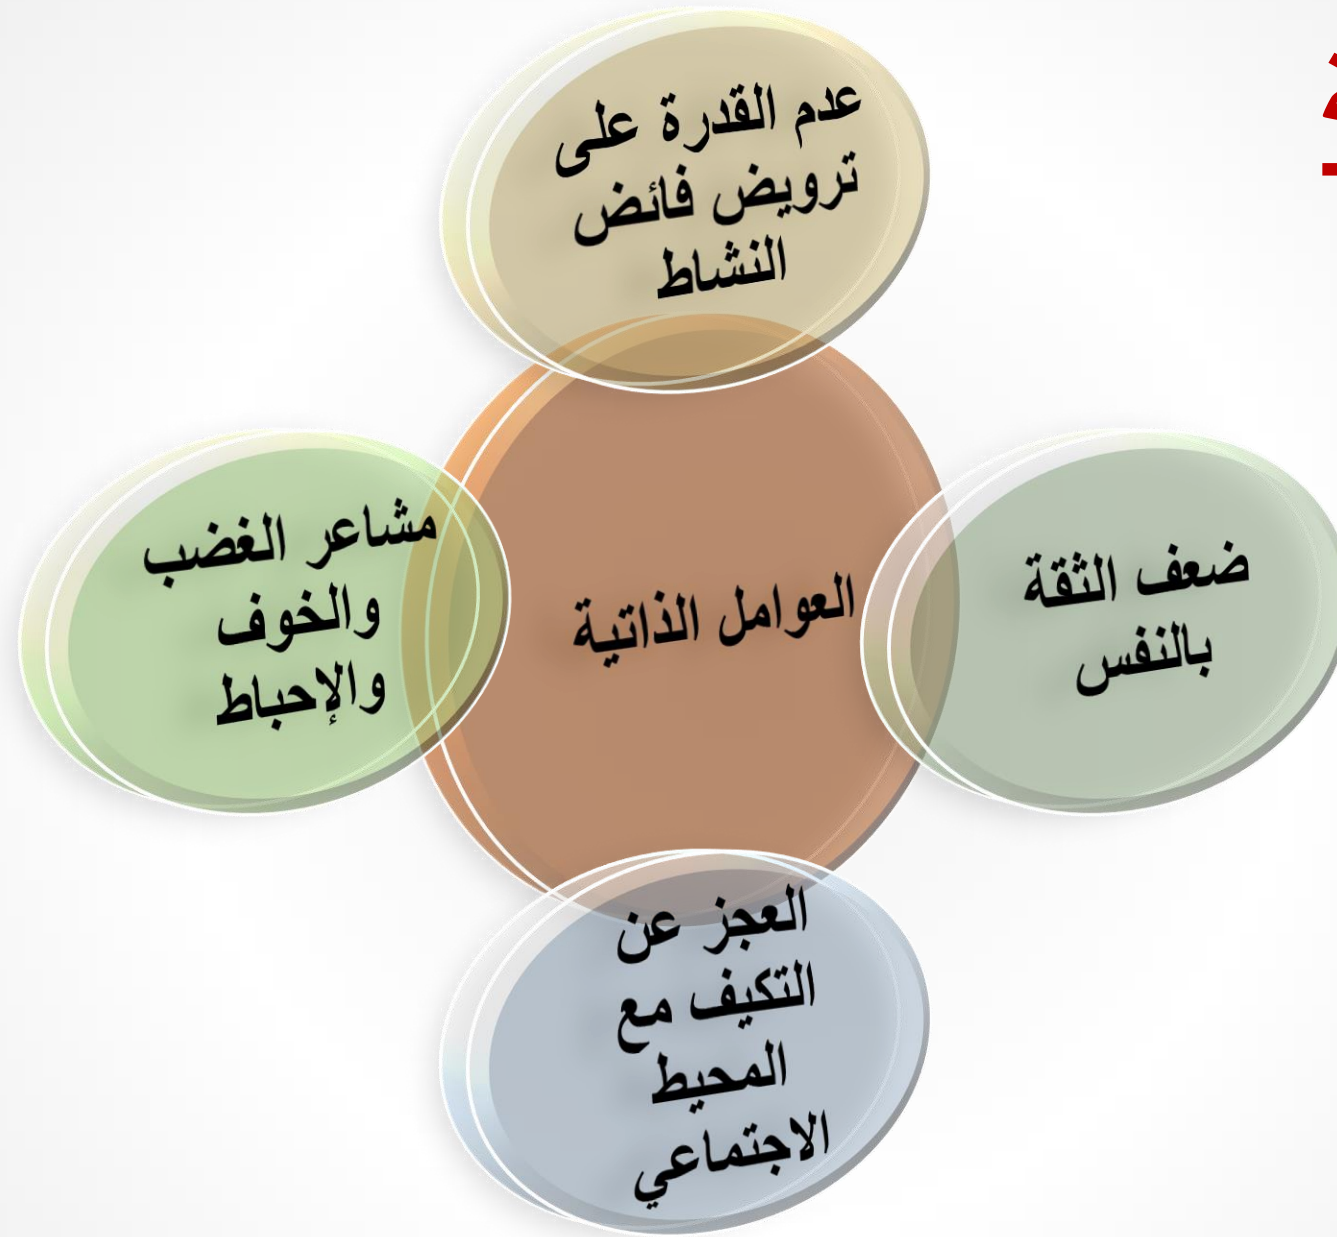 عدم القدرة على
ترويض فائض
النشاط
ضعف الثقة
بالنفس
العوامل الذاتية
مشاعر الغضب
والخوف
والإحباط
العجز عن
التكيف مع
المحيط
الاجتماعي